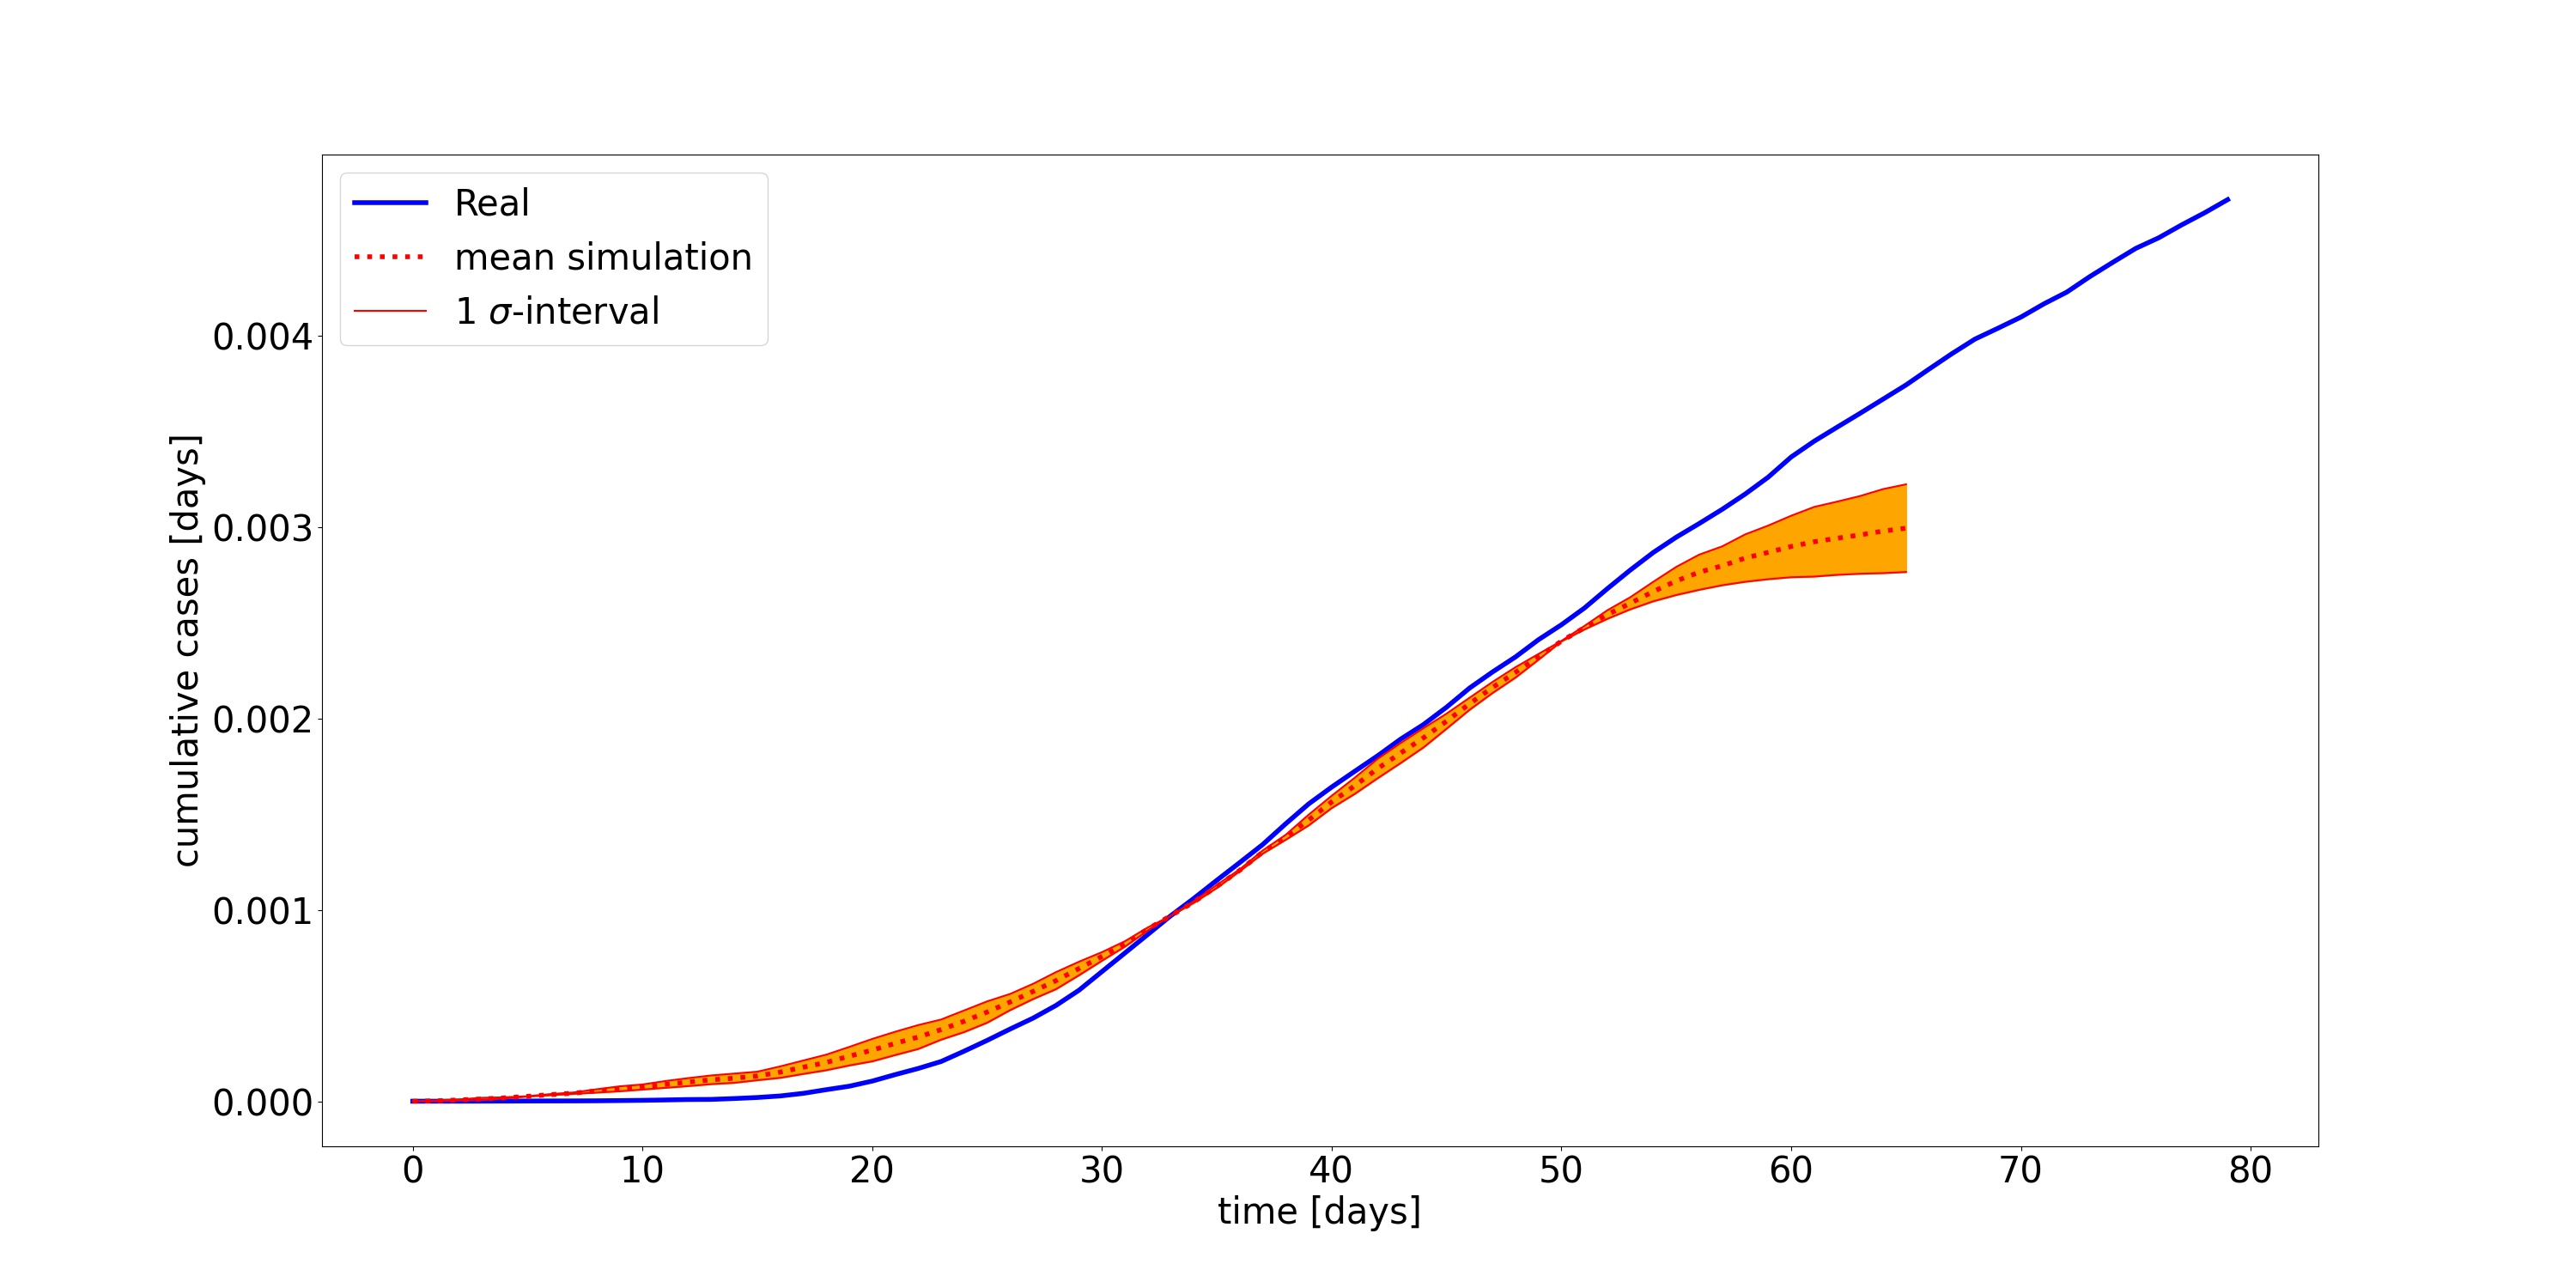 Real
mean simulation
1 σ-interval
cumulative cases [days]
0.004
0.003
0.002
0.001
0.000
0 10 20 30 40 50 60 70 80
time [days]